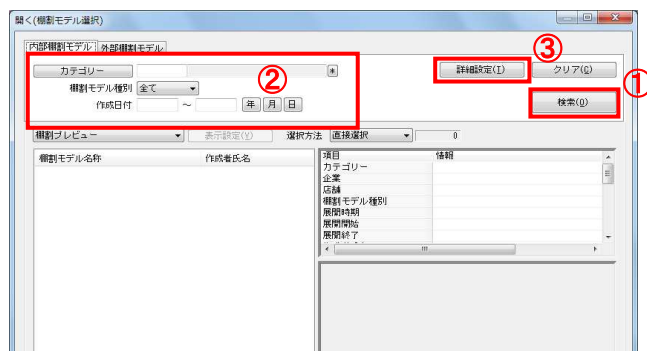 開く(棚割モデル選択)
内部棚割モデル 外部棚割モデル
③
カテゴリー * 詳細設定(T) クリア(C)
②
①
棚割モデル種別 全て
作成日付 ～ 年 月 日 検索(Q)
棚割プレビュー 表示設定(V) 選択方法 直接選択 0
棚割モデル名称 作成者氏名 項目 情報
カテゴリー
企業
店舗
棚割モデル種別
展開時期
展開開始
展開終了